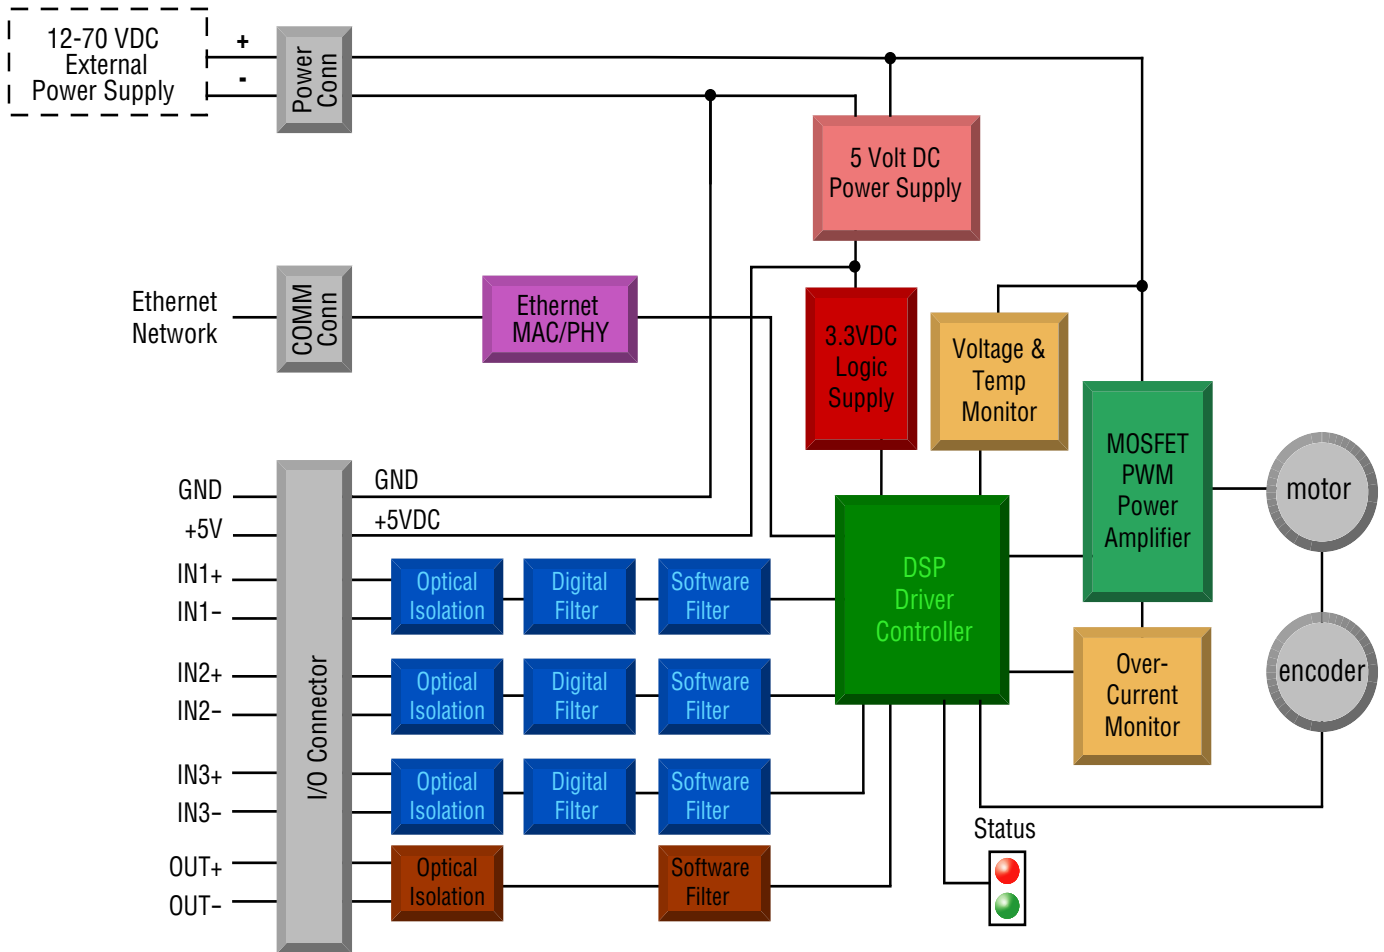 12-70 VDC
External
Power Supply
+
-
Power
Conn
5 Volt DC
Power Supply
Ethernet
Network
COMM
Conn
Ethernet
MAC/PHY
3.3VDC
Logic
Supply
Voltage &
Temp
Monitor
MOSFET
PWM
Power
Amplifier
motor
encoder
GND
+5V
IN1+
IN1-
IN2+
IN2-
IN3+
IN3-
OUT+
OUT-
I/O Connector
GND
+5VDC
Optical
Isolation
Digital
Filter
Software
Filter
Optical
Isolation
Digital
Filter
Software
Filter
Optical
Isolation
Digital
Filter
Software
Filter
Optical
Isolation
Software
Filter
DSP
Driver
Controller
Over-
Current
Monitor
Status